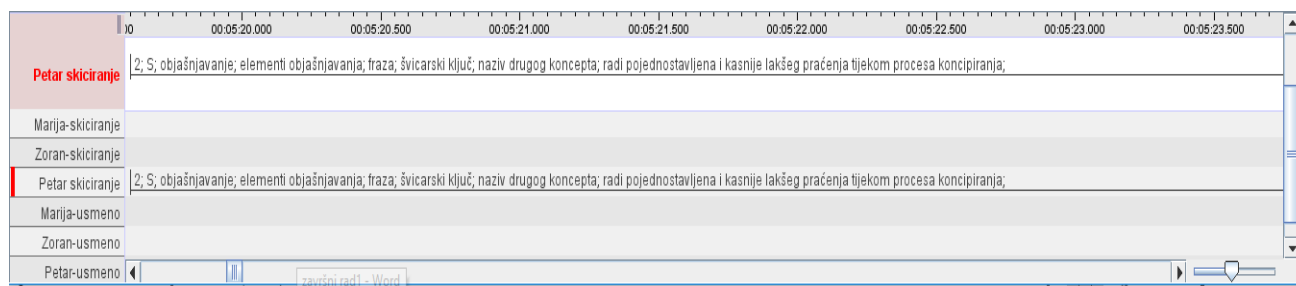 00 00:05:20.000 00:05:20.500 00:05:21.000 00:05:21.500 00:05:22.000 00:05:22.500 00:05:23.000 00:05:23.500
Petar skiciranje 2; S; objašnjavanje; elementi objašnjavanja; fraza; švicarski ključ; naziv drugog koncepta; radi pojednostavljena i kasnije lakšeg praćenja tijekom procesa koncipiranja;
Marija-skiciranje
Zoran-skiciranje
Petar skiciranje 2; S; objašnjavanje; elementi objašnjavanja; fraza; švicarski ključ; naziv drugog koncepta; radi pojednostavljena i kasnije lakšeg praćenja tijekom procesa koncipiranja;
Marija-usmeno
Zoran-usmeno
Petar-usmeno
završni rad1 - Word